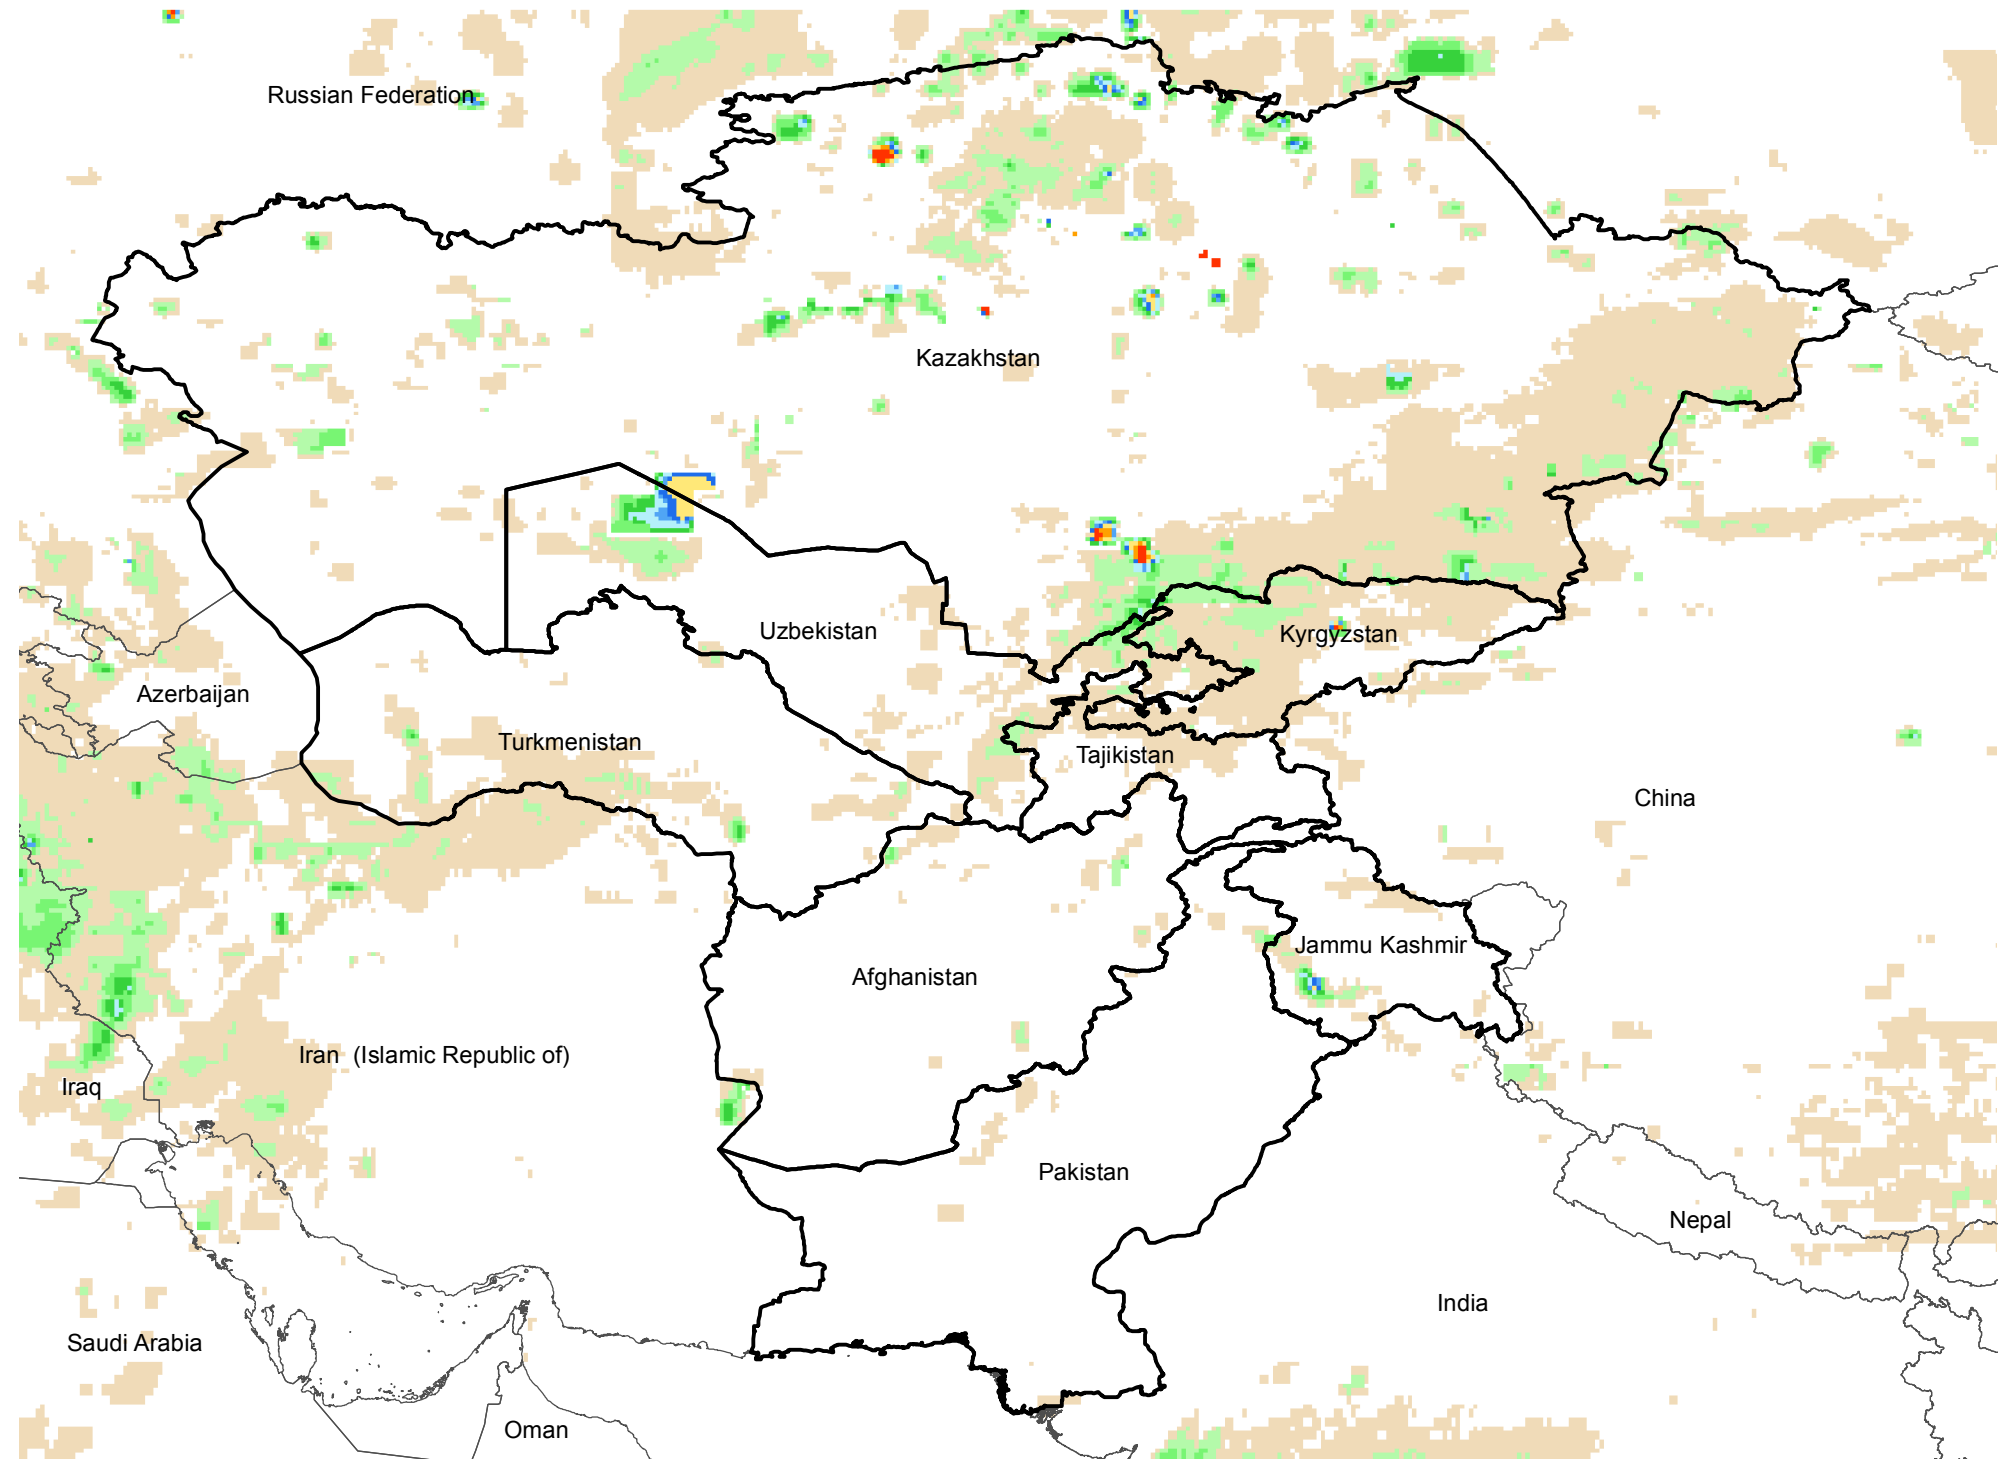 Russian Federation
Kazakhstan
Uzbekistan
Kyrgyzstan
Azerbaijan
Turkmenistan
Tajikistan
China
Jammu Kashmir
Afghanistan
Iran (Islamic Republic of)
Iraq
Pakistan
Nepal
India
Saudi Arabia
Oman